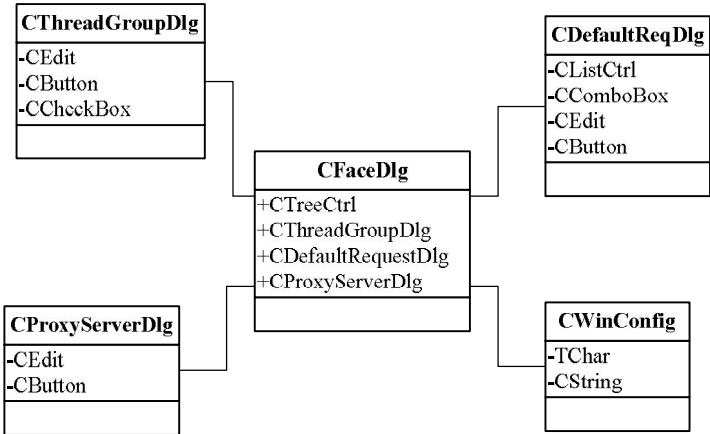 CThreadGroupDlg
-CEdit
-CButton
-CCheckBox
CDefaultReqDlg
-CListCtrl
-CComboBox
-CEdit
-CButton
CFaceDlg
+CTreeCtrl
+CThreadGroupDlg
+CDefaultRequestDlg
+CProxyServerDlg
CProxyServerDlg
-CEdit
-CButton
CWinConfig
-TChar
-CString